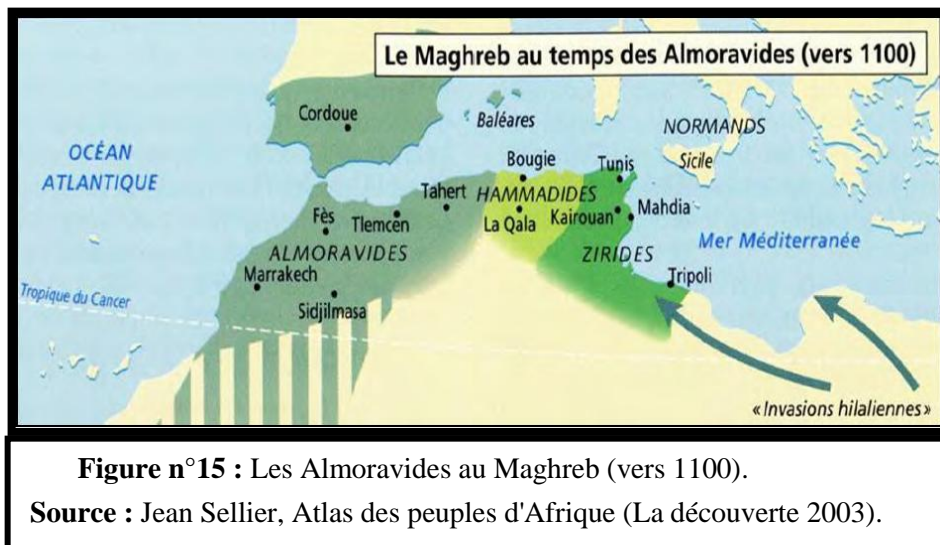 Le Maghreb au temps des Almoravides (vers 1100)
Cordoue
Baléares
NORMANDS
OCÉAN
ATLANTIQUE
Sicile
Bougie
Tunis
Tahert
HAMMADIDES
Fès
Tlemcen
La Qala
Kairouan
Mahdia
ALMORAVIDES
ZIRIDES
Mer Méditerranée
Marrakech
Tripoli
Tropique du Cancer
Sidjilmasa
« Invasions hilaliennes »
Figure n°15 : Les Almoravides au Maghreb (vers 1100).
Source : Jean Sellier, Atlas des peuples d'Afrique (La découverte 2003).